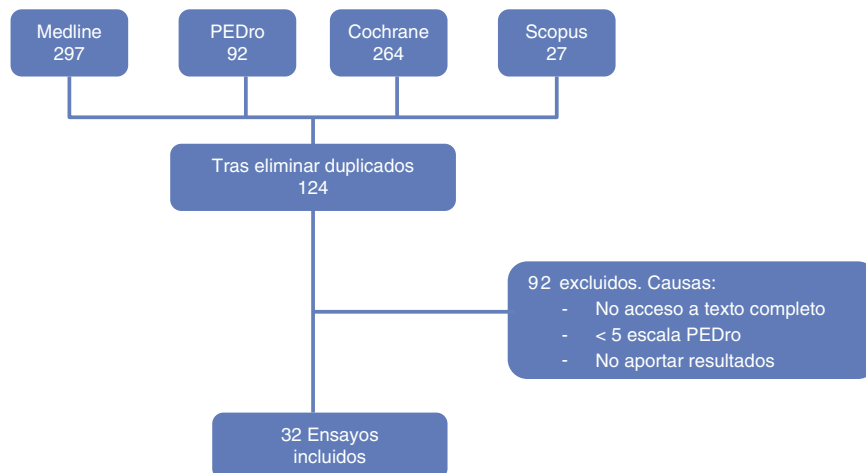 Medline
297
PEDro
92
Cochrane
264
Scopus
27
Tras eliminar duplicados
124
92 excluidos. Causas:
- No acceso a texto completo
- < 5 escala PEDro
- No aportar resultados
32 Ensayos
incluidos